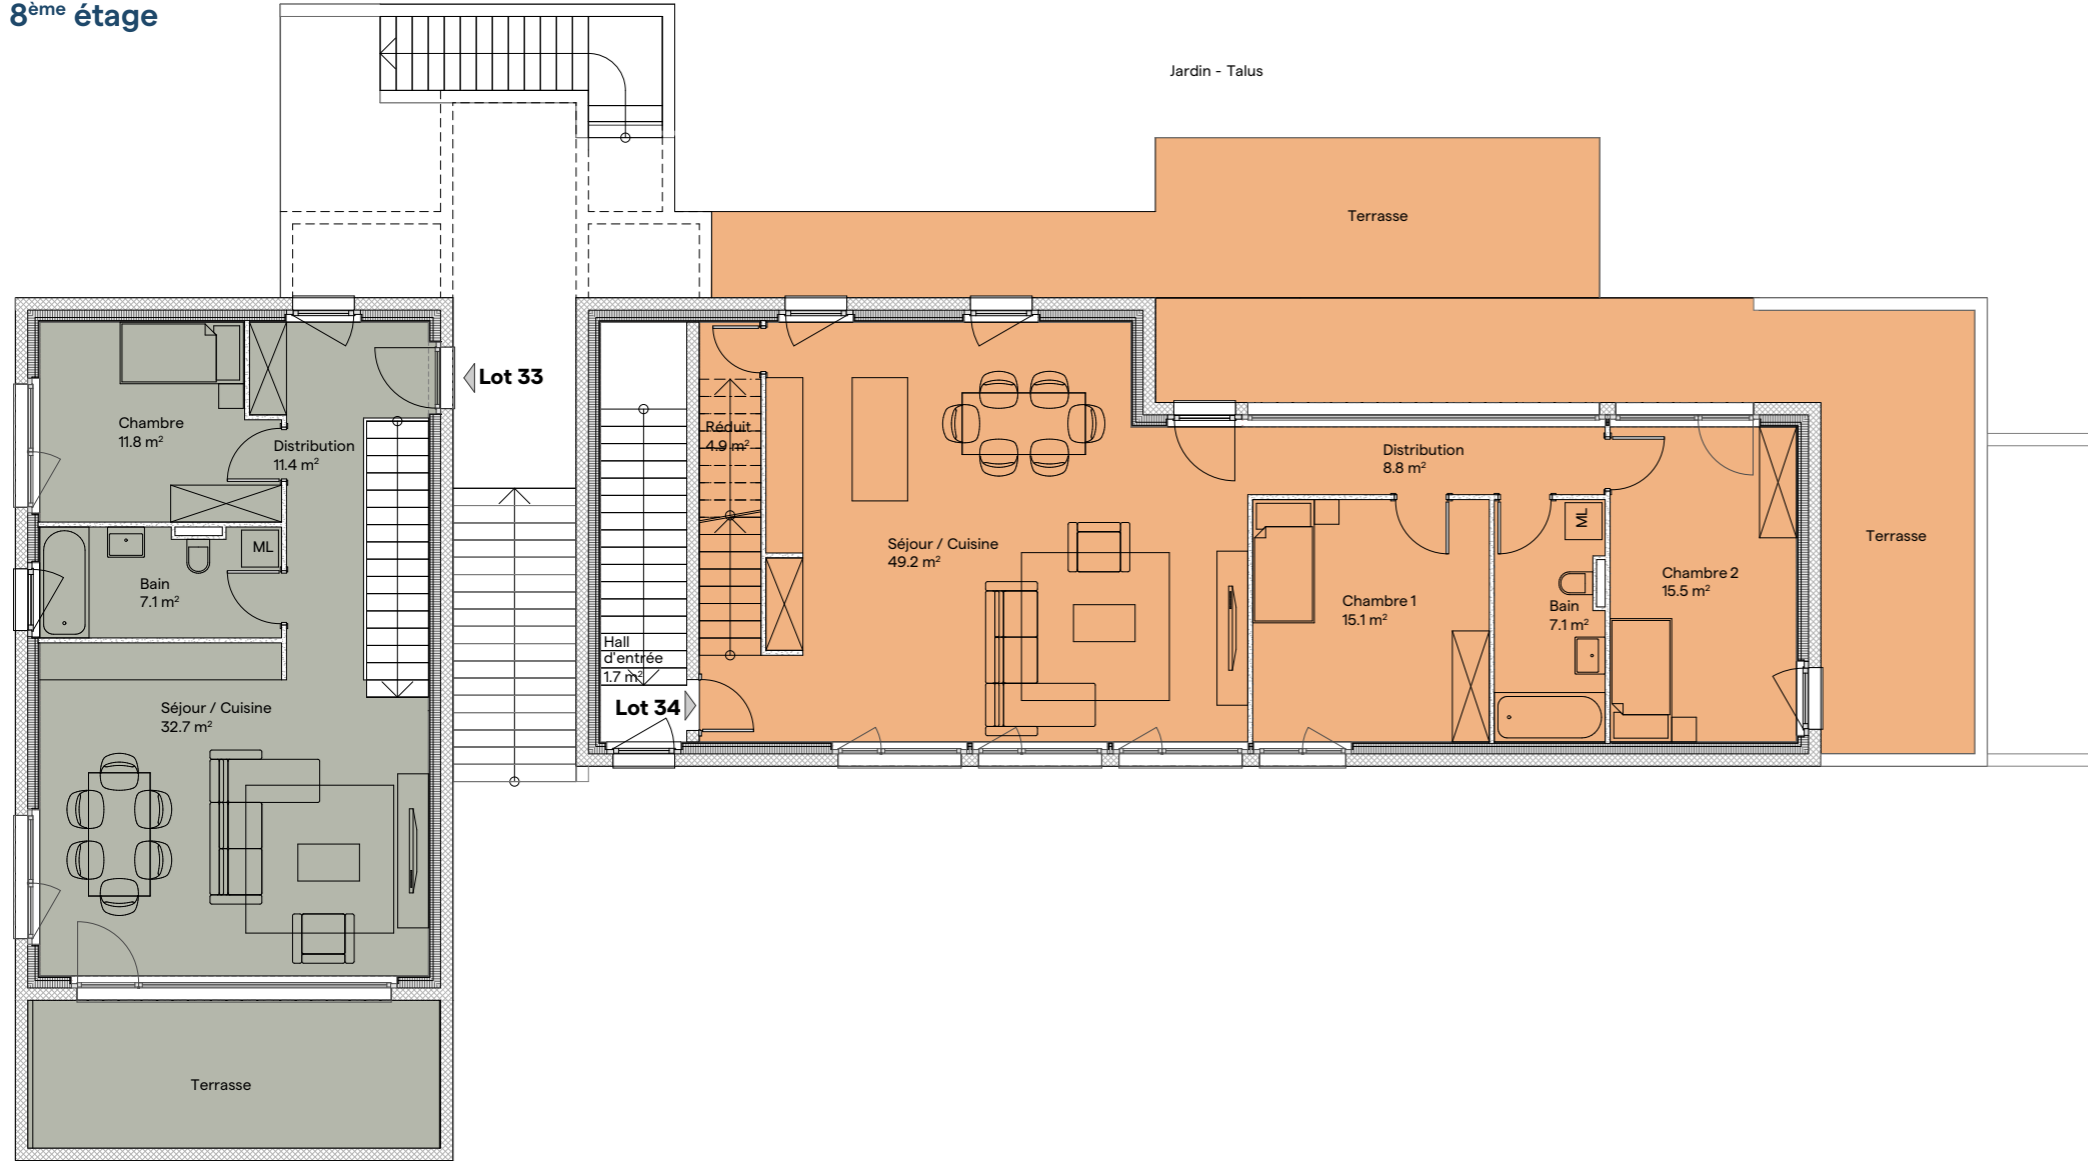 8ème étage
Jardin - Talus
Terrasse
Lot 33
Chambre
11.8 m²
Distribution
11.4 m²
Réduit
4.9 m²
Distribution
8.8 m²
Terrasse
ML
ML
Séjour / Cuisine
49.2 m²
Bain
7.1 m²
Chambre 1
15.1 m²
Bain
7.1 m²
Chambre 2
15.5 m²
Hall
d'entrée
1.7 m²
Lot 34
Séjour / Cuisine
32.7 m²
Terrasse